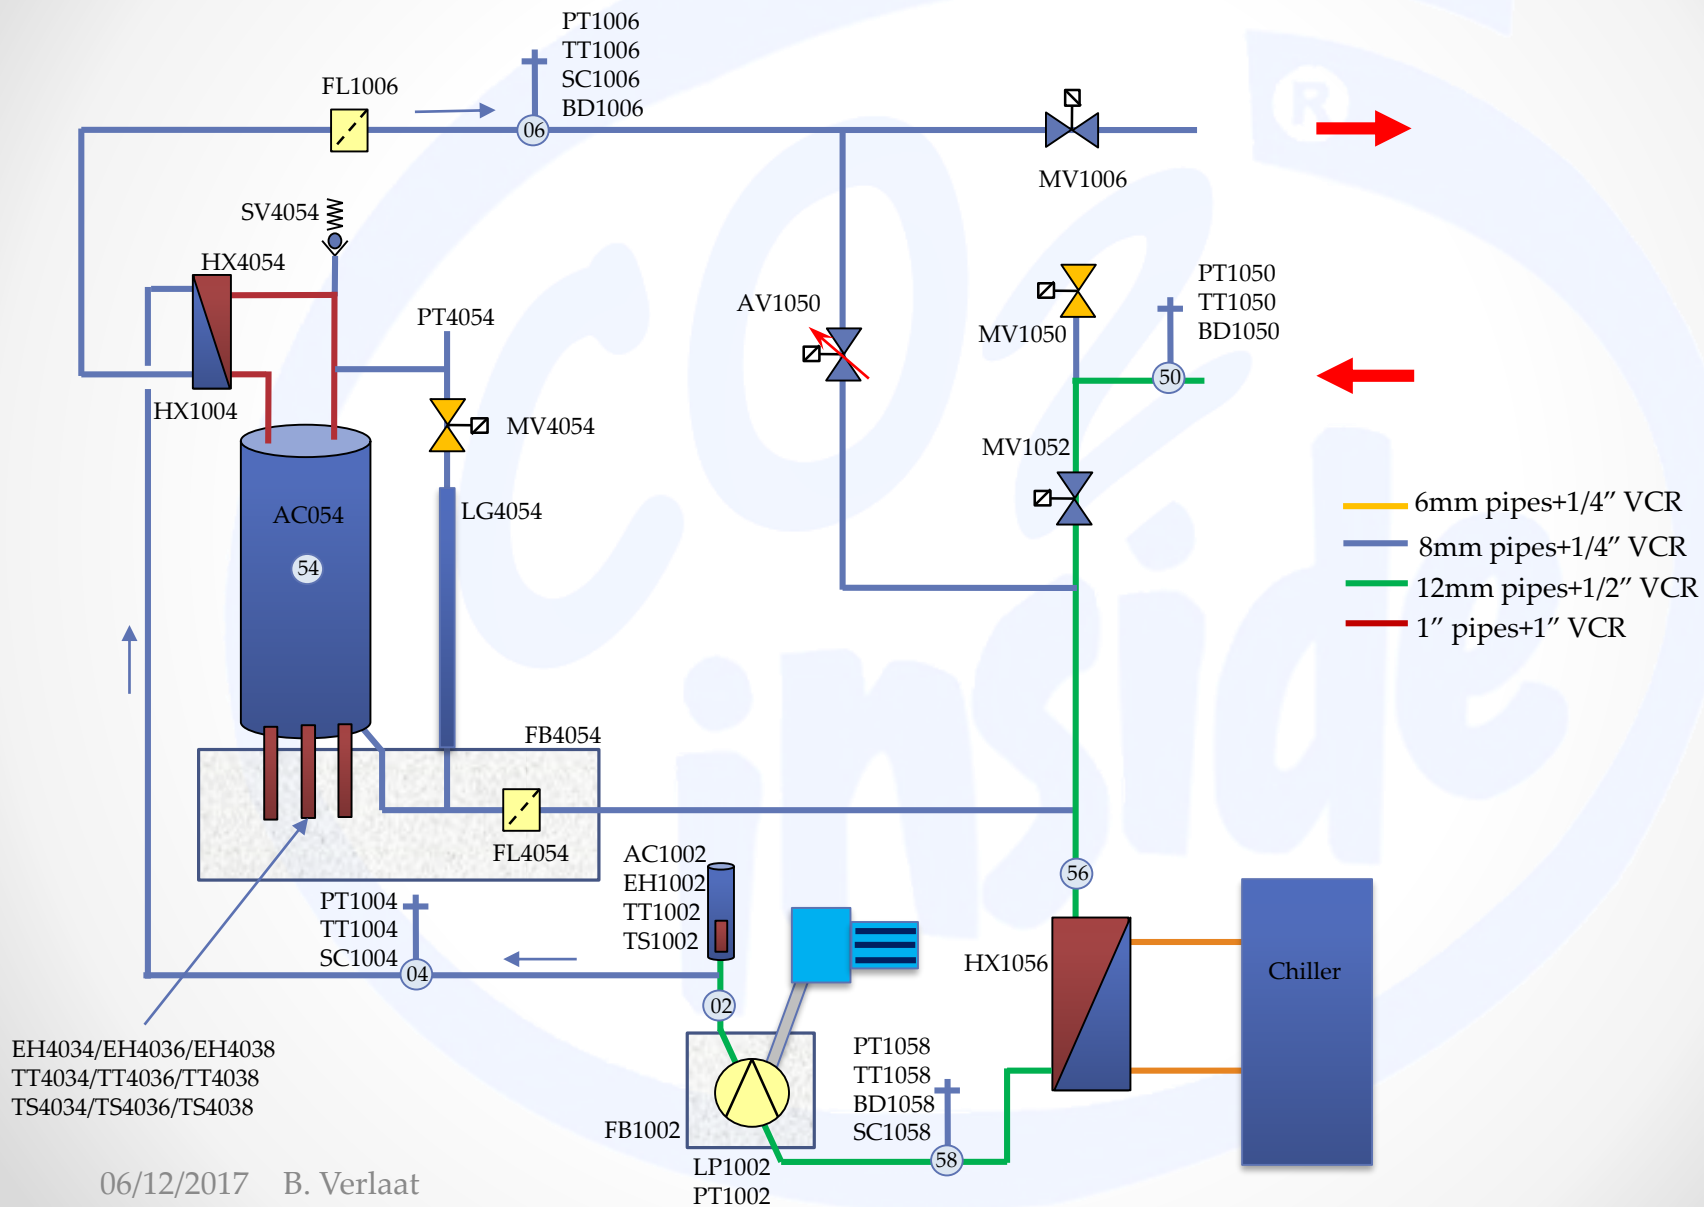 PT1006
TT1006
SC1006
BD1006
FL1006
06
MV1006
SV4054
HX4054
PT4054
AV1050
MV1050
PT1050
TT1050
BD1050
50
HX1004
MV4054
MV1052
AC054
LG4054
54
6mm pipes+1/4” VCR
8mm pipes+1/4” VCR
12mm pipes+1/2” VCR
1” pipes+1” VCR
FB4054
FL4054
AC1002
EH1002
TT1002
TS1002
56
PT1004
TT1004
SC1004
04
02
HX1056
Chiller
EH4034/EH4036/EH4038
TT4034/TT4036/TT4038
TS4034/TS4036/TS4038
PT1058
TT1058
BD1058
SC1058
58
FB1002
LP1002
PT1002
06/12/2017 B. Verlaat
CO2
inside
R